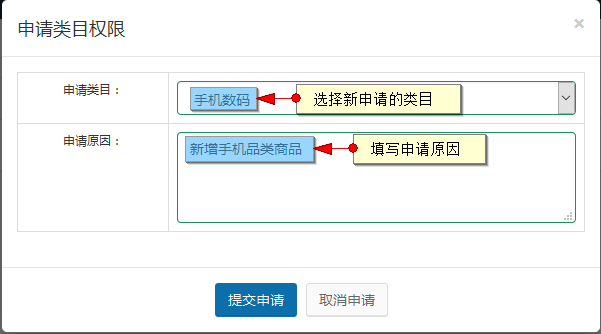 申请类目权限
×
申请类目：
手机数码
选择新申请的类目
申请原因：
新增手机品类商品
填写申请原因
提交申请
取消申请